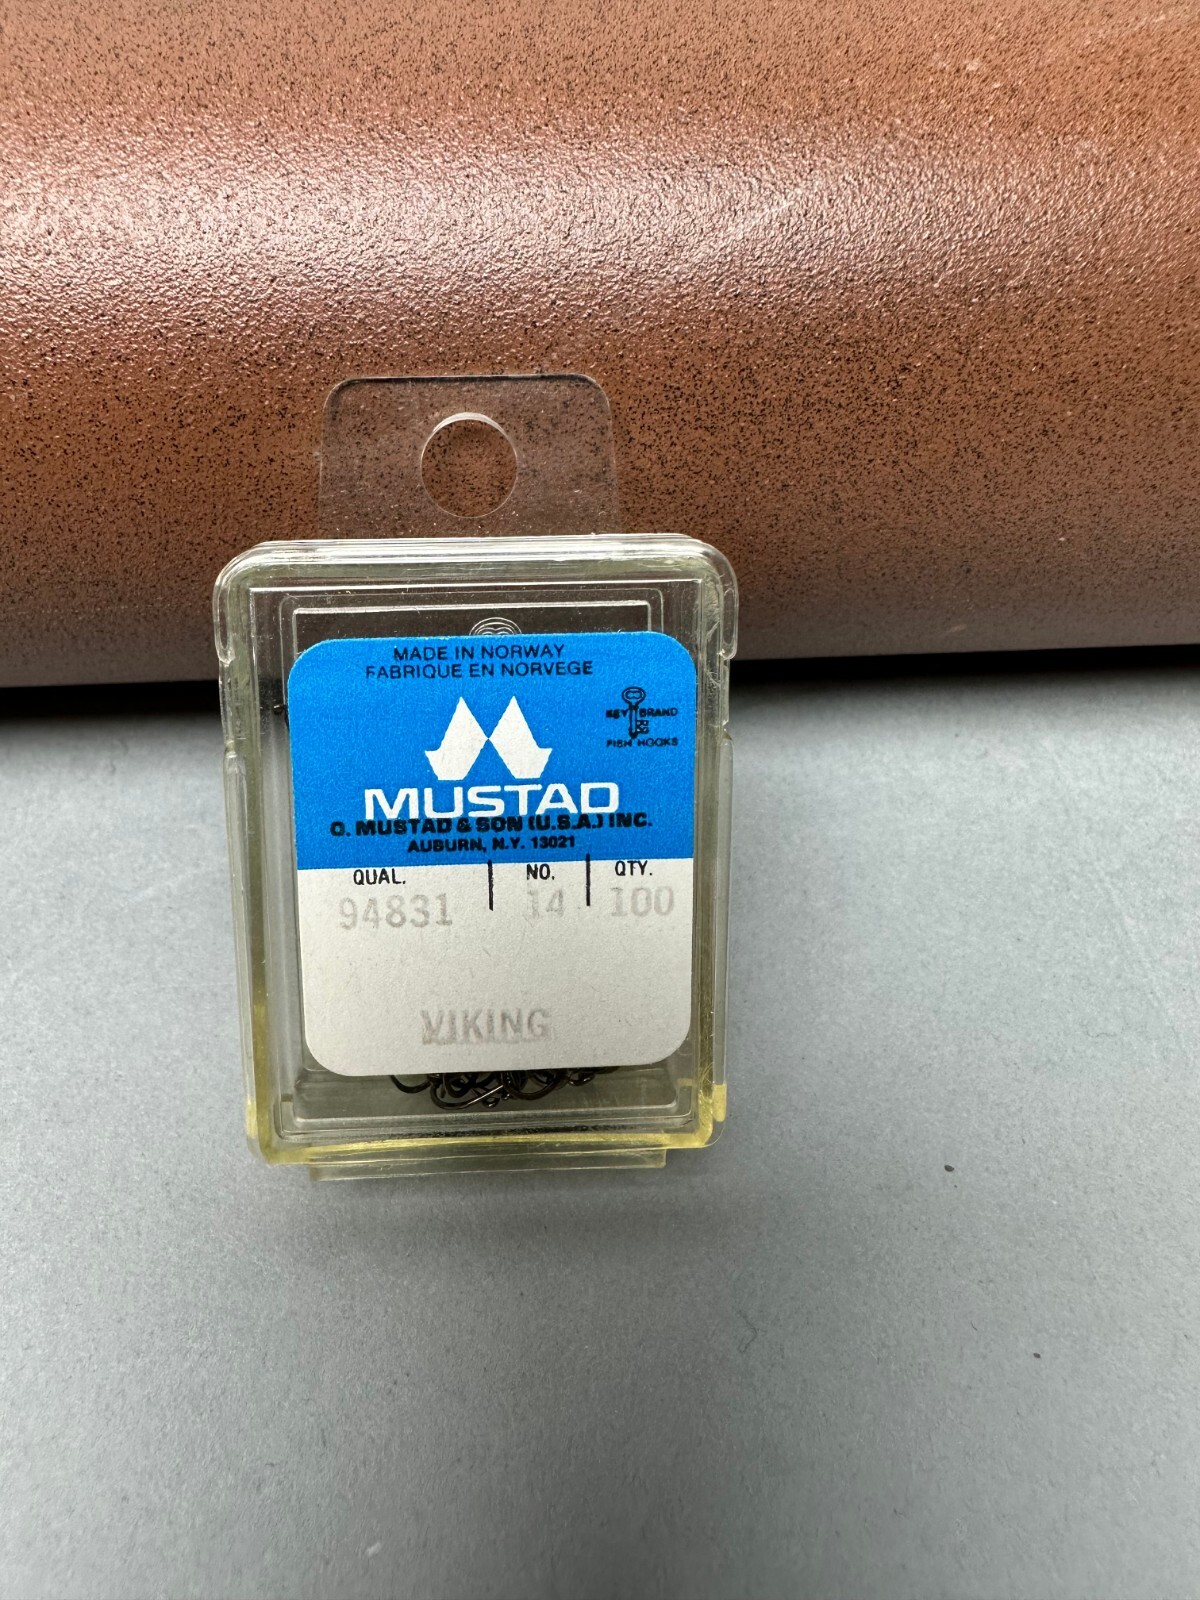 MADE IN NORWAY
FABRIQUE EN NORVEGE
KEY BRAND
FISH HOOKS
MUSTAD
O. MUSTAD & SON (U.S.A.) INC.
AUBURN, N.Y. 13021
QUAL. NO. QTY.
94831 14 100
VIKING